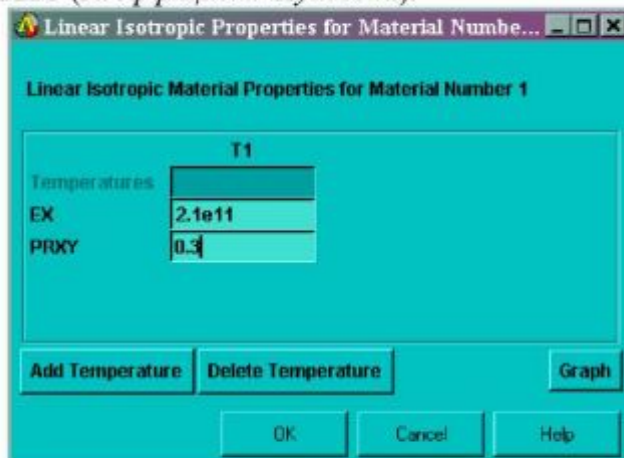 Linear Isotropic Properties for Material Numbe...
Linear Isotropic Material Properties for Material Number 1
T1
Temperatures
EX 2.1e11
PRXY 0.3
Add Temperature Delete Temperature Graph
OK Cancel Help